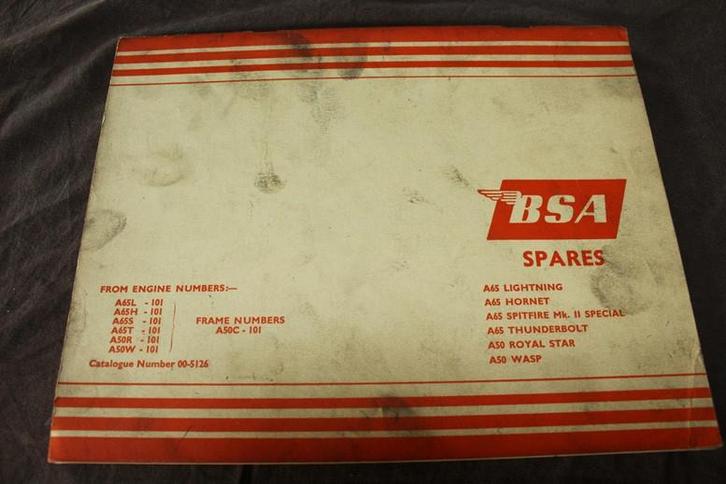 BSA
SPARES
FROM ENGINE NUMBERS:—
A65L - 101
A65H - 101
A65S - 101
A65T - 101
A50R - 101
A50W - 101
FRAME NUMBERS
A50C - 101
Catalogue Number 00-5126
A65 LIGHTNING
A65 HORNET
A65 SPITFIRE Mk. II SPECIAL
A65 THUNDERBOLT
A50 ROYAL STAR
A50 WASP